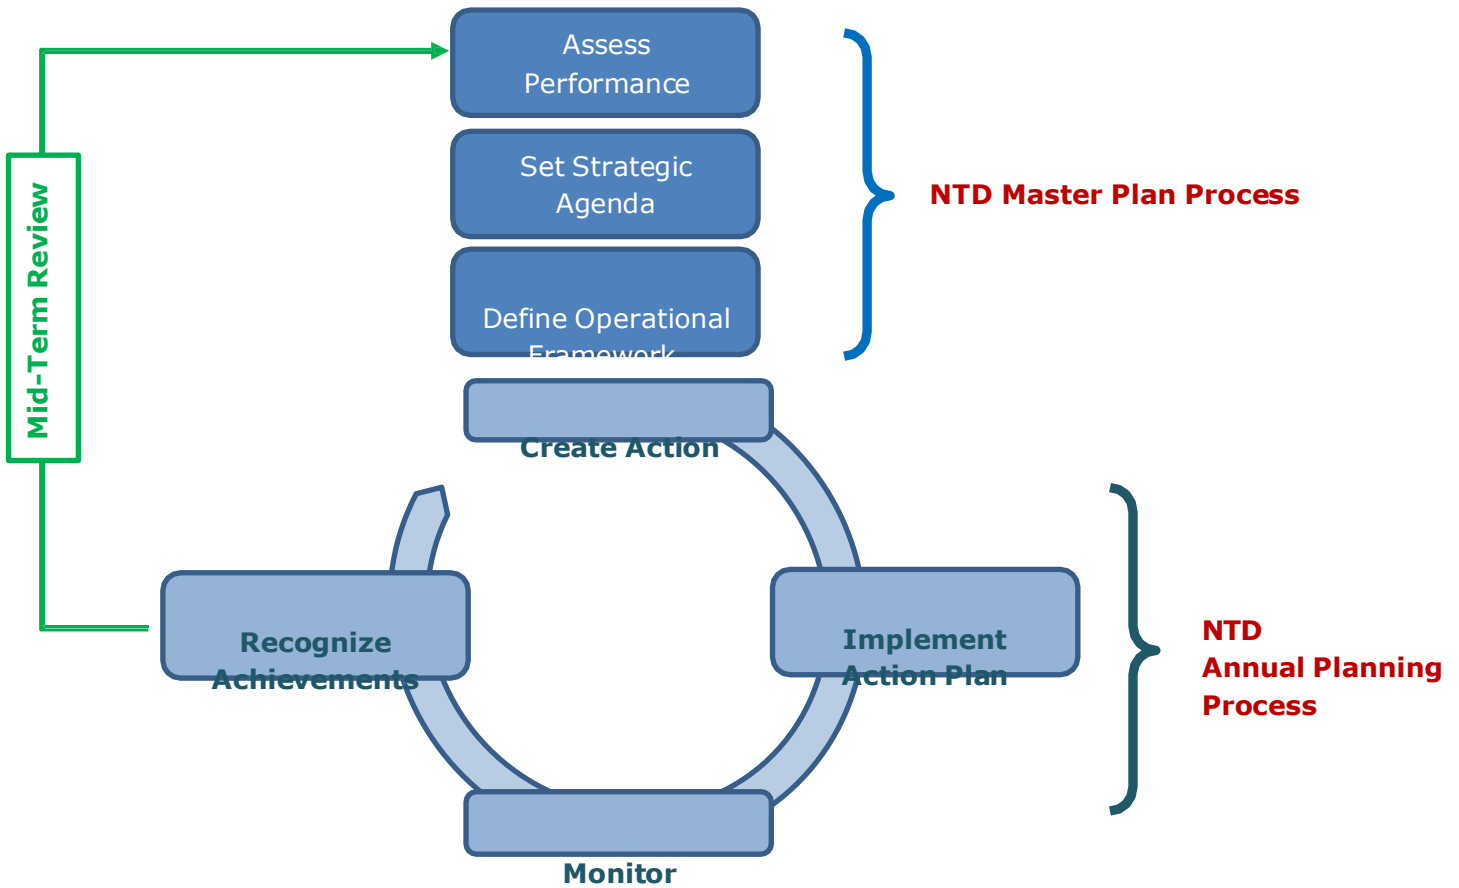 Assess
Performance
Set Strategic
Agenda
NTD Master Plan Process
Mid-Term Review
Define Operational
Framework
Create Action
Recognize
Achievements
Implement
Action Plan
NTD
Annual Planning
Process
Monitor